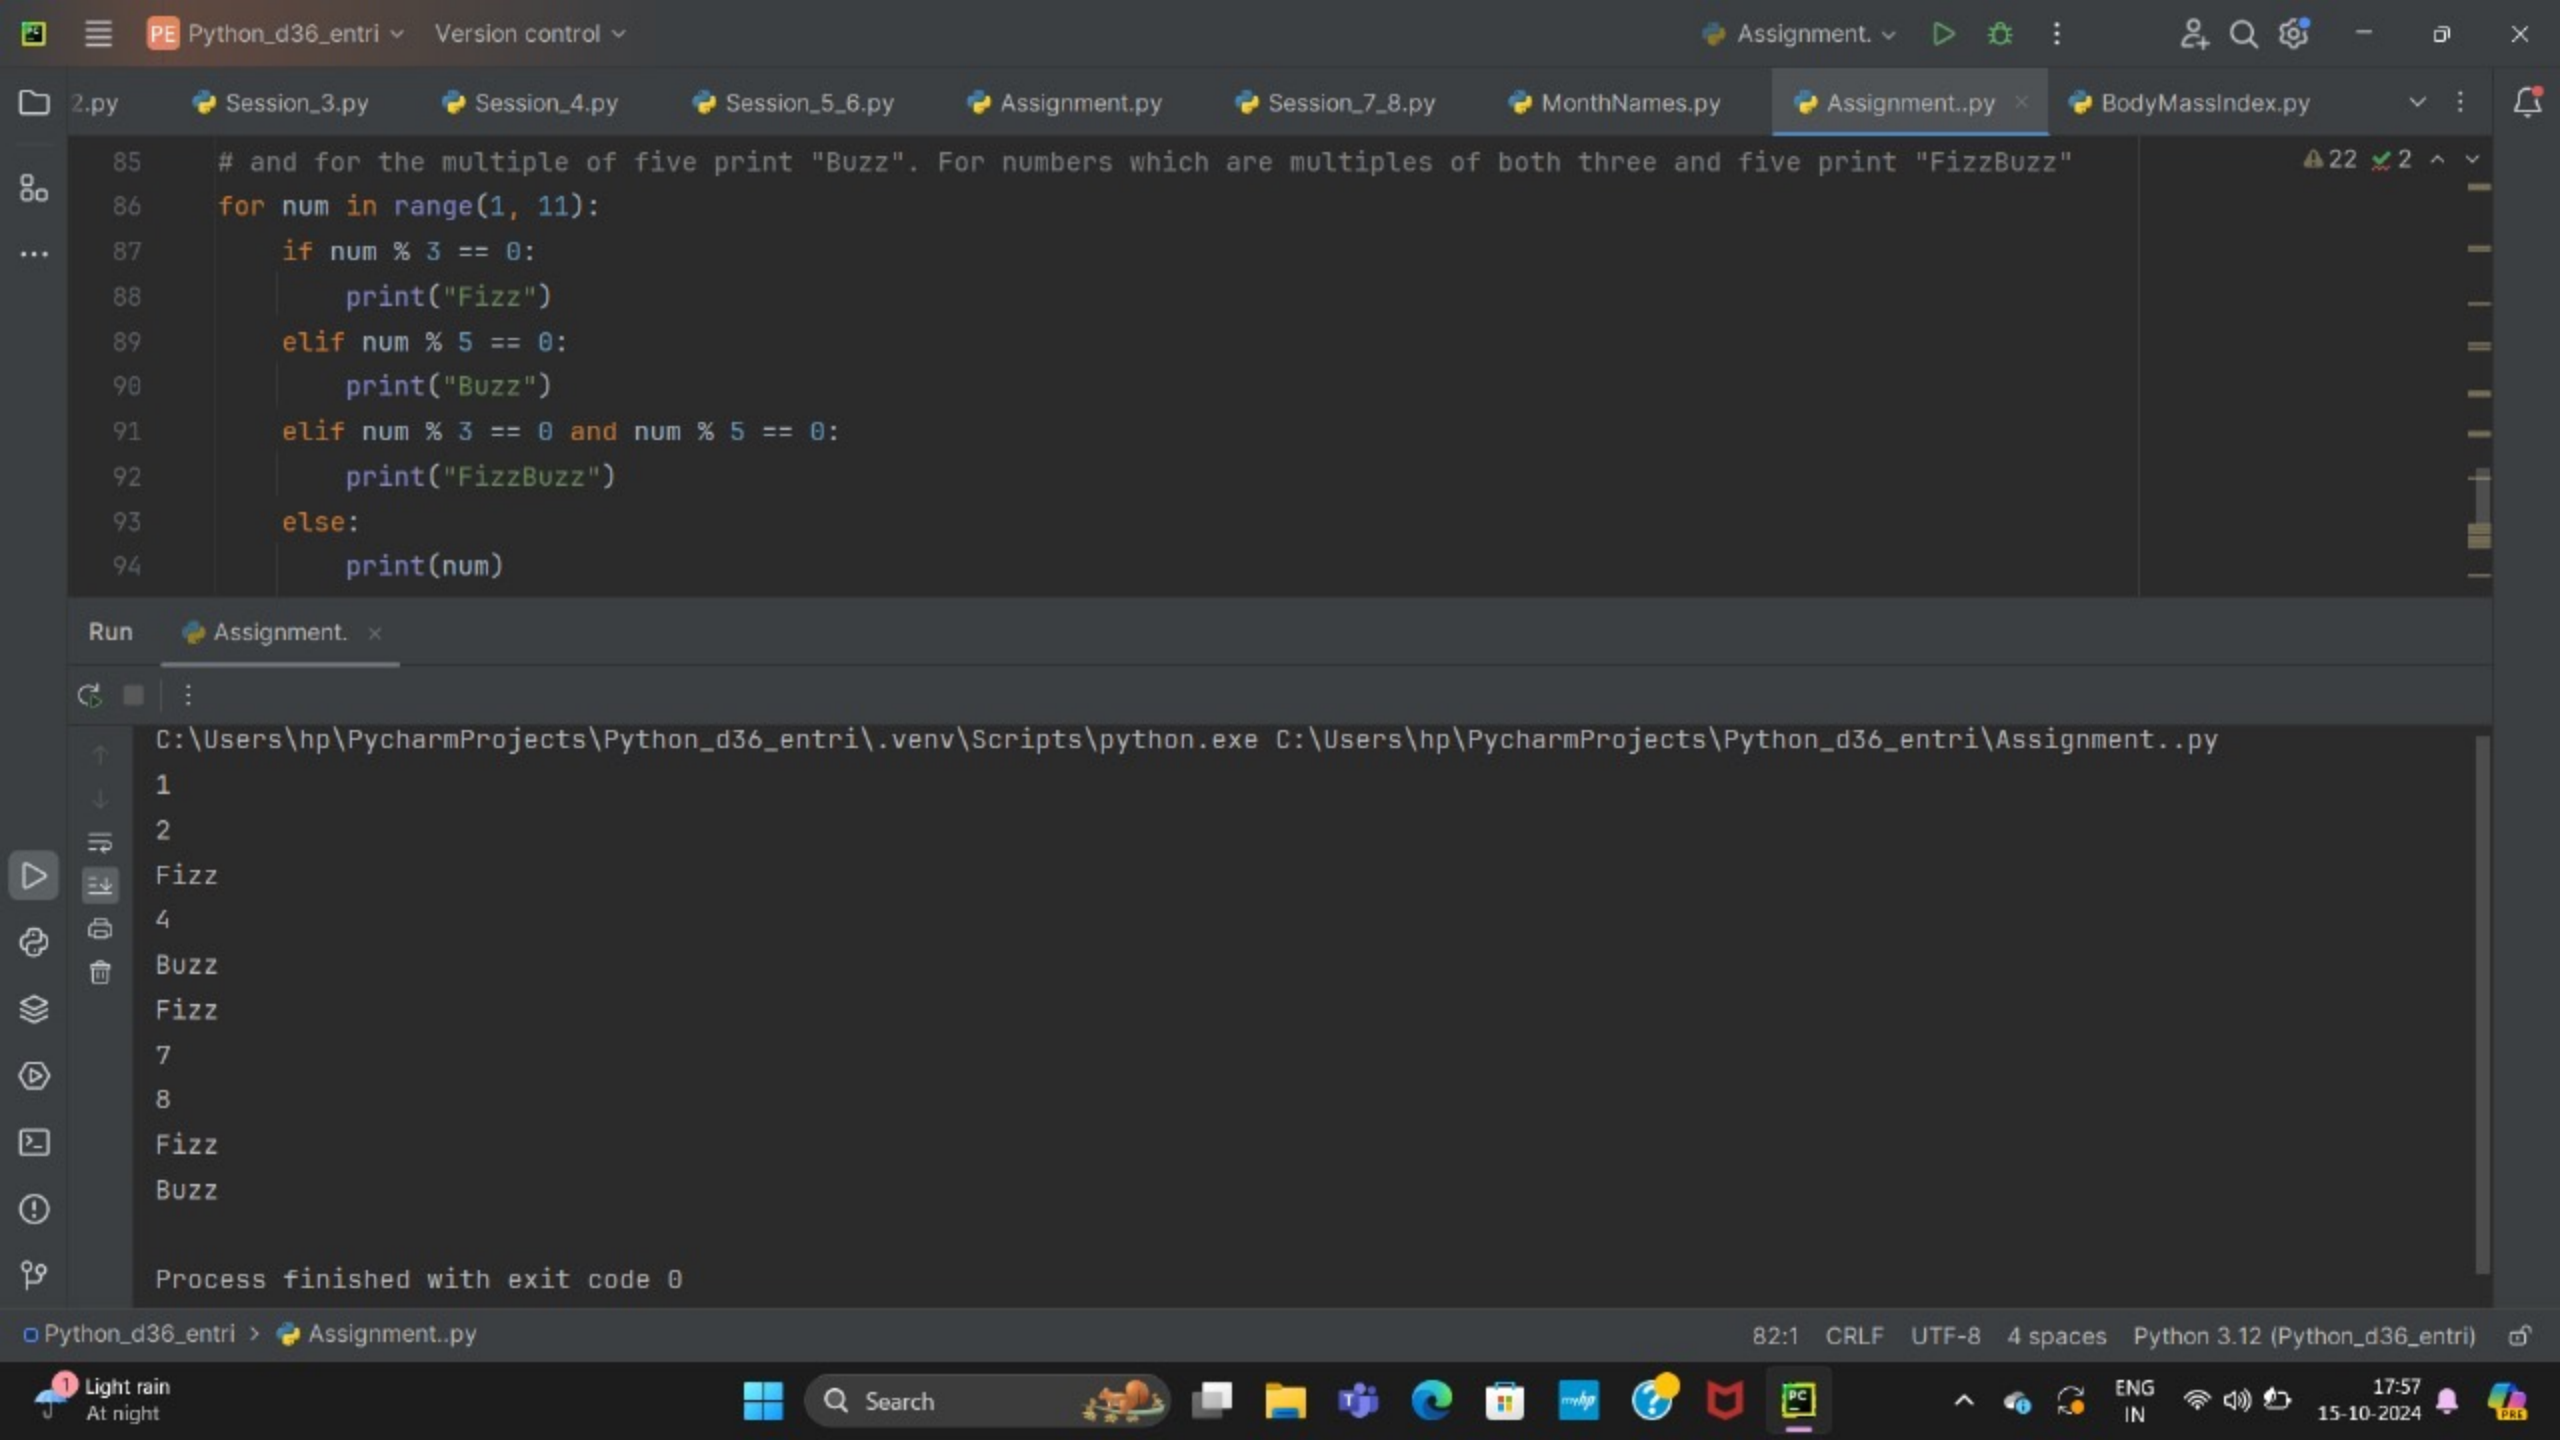 PE Python_d36_entri Version control Assignment.
2.py Session_3.py Session_4.py Session_5_6.py Assignment.py Session_7_8.py MonthNames.py Assignment..py BodyMassIndex.py
85 # and for the multiple of five print "Buzz". For numbers which are multiples of both three and five print "FizzBuzz" 22 2
86 for num in range(1, 11):
87     if num % 3 == 0:
88         print("Fizz")
89     elif num % 5 == 0:
90         print("Buzz")
91     elif num % 3 == 0 and num % 5 == 0:
92         print("FizzBuzz")
93     else:
94         print(num)
Run Assignment.
C:\Users\hp\PycharmProjects\Python_d36_entri\.venv\Scripts\python.exe C:\Users\hp\PycharmProjects\Python_d36_entri\Assignment..py
1
2
Fizz
4
Buzz
Fizz
7
8
Fizz
Buzz
Process finished with exit code 0
Python_d36_entri > Assignment..py 82:1 CRLF UTF-8 4 spaces Python 3.12 (Python_d36_entri)
1 Light rain
At night
Search
myhp
PC
ENG
IN
17:57
15-10-2024
PRE